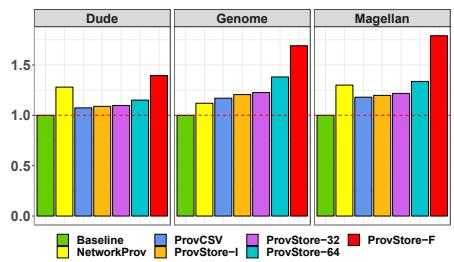 Dude Genome Magellan
1.5
1.0
0.5
0.0
Baseline ProvCSV ProvStore-32 ProvStore-F
NetworkProv ProvStore-I ProvStore-64